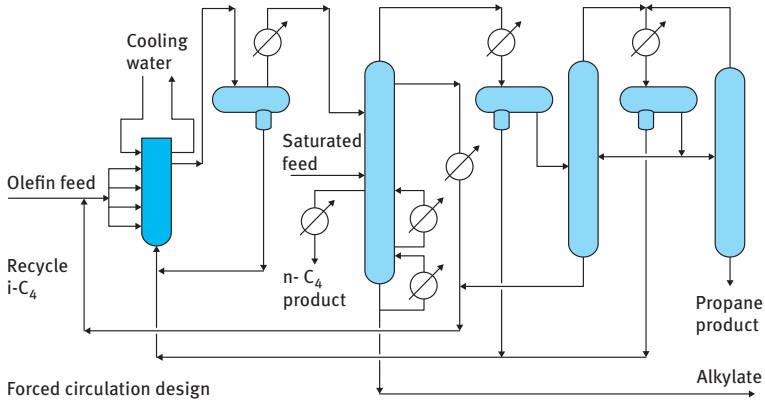 Cooling
water
Saturated
feed
Olefin feed
Recycle
i-C₄
n- C₄
product
Propane
product
Alkylate
Forced circulation design